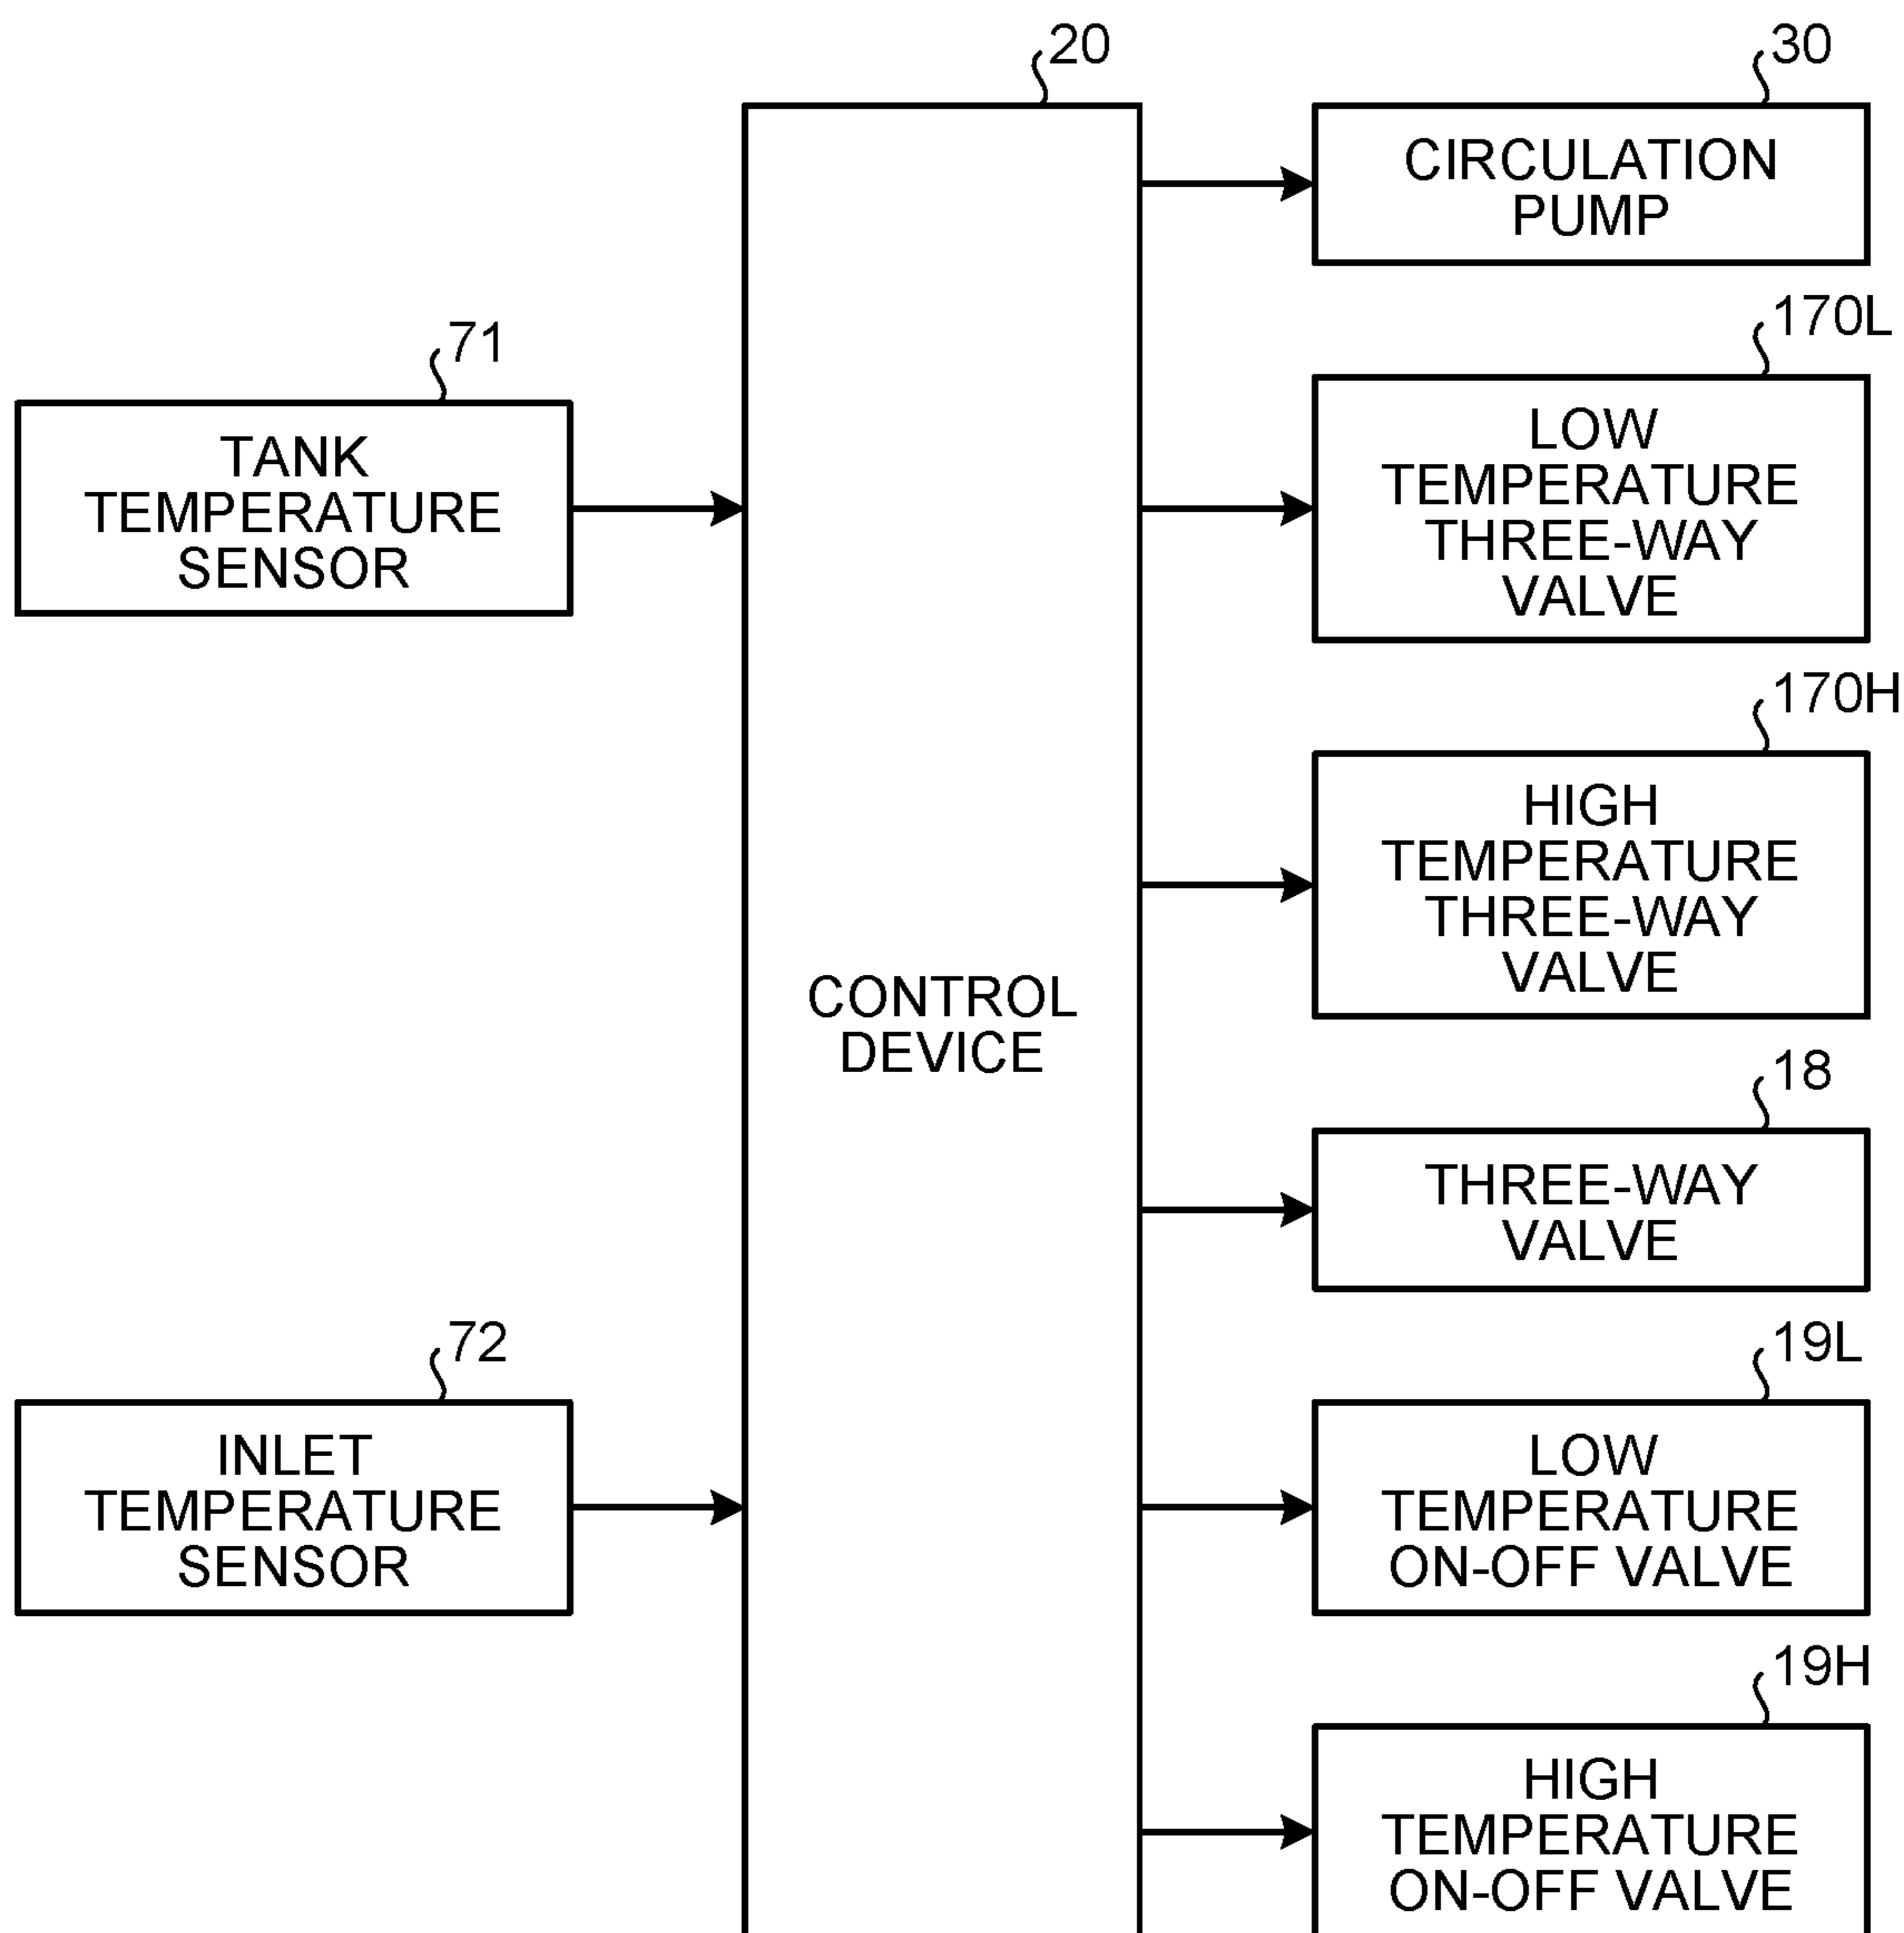 20
30
CIRCULATION
PUMP
71
TANK
TEMPERATURE
SENSOR
170L
LOW
TEMPERATURE
THREE-WAY
VALVE
170H
HIGH
TEMPERATURE
THREE-WAY
VALVE
CONTROL
DEVICE
18
THREE-WAY
VALVE
72
INLET
TEMPERATURE
SENSOR
19L
LOW
TEMPERATURE
ON-OFF VALVE
19H
HIGH
TEMPERATURE
ON-OFF VALVE